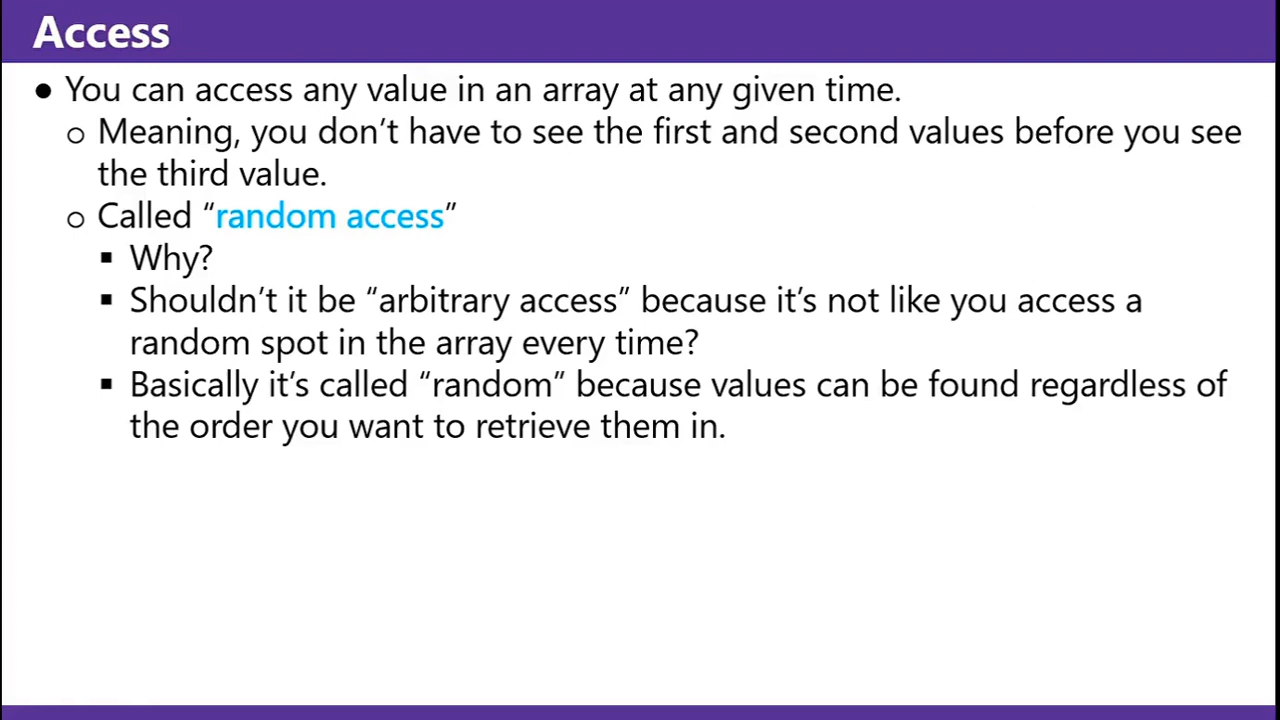 Access
● You can access any value in an array at any given time.
○ Meaning, you don’t have to see the first and second values before you see
the third value.
○ Called “random access”
▪ Why?
▪ Shouldn’t it be “arbitrary access” because it’s not like you access a
random spot in the array every time?
▪ Basically it’s called “random” because values can be found regardless of
the order you want to retrieve them in.